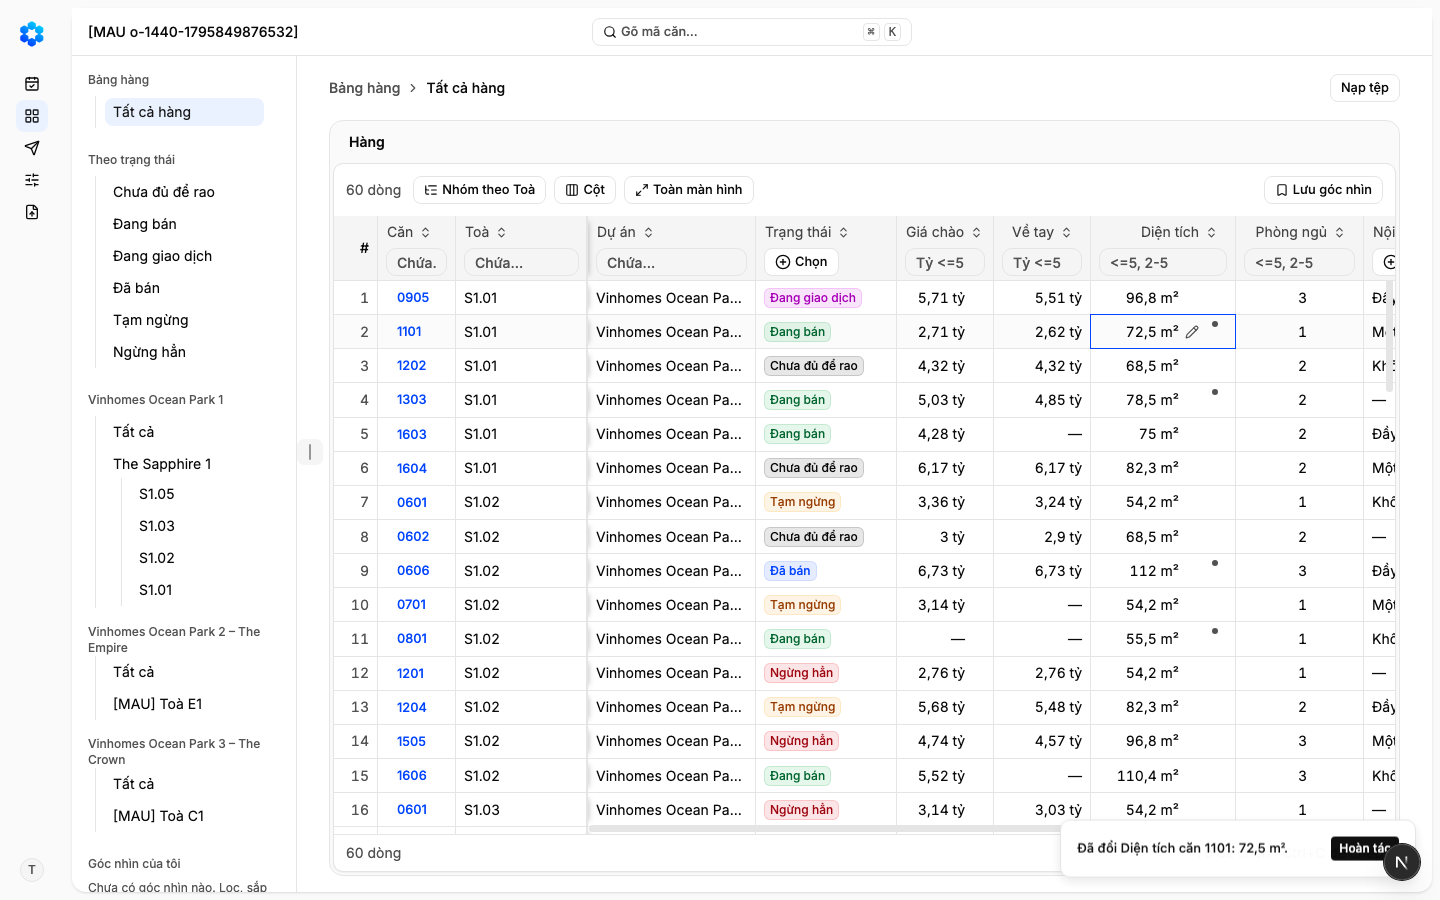 [MAU o-1440-1795849876532]
Gõ mã căn...
⌘ K
Bảng hàng
Tất cả hàng
Theo trạng thái
Chưa đủ để rao
Đang bán
Đang giao dịch
Đã bán
Tạm ngừng
Ngừng hẳn
Vinhomes Ocean Park 1
Tất cả
The Sapphire 1
S1.05
S1.03
S1.02
S1.01
Vinhomes Ocean Park 2 – The
Empire
Tất cả
[MAU] Toà E1
Vinhomes Ocean Park 3 – The
Crown
Tất cả
[MAU] Toà C1
Góc nhìn của tôi
Chưa có góc nhìn nào. Lọc, sắp
T
Bảng hàng > Tất cả hàng
Nạp tệp
Hàng
60 dòng Nhóm theo Toà Cột Toàn màn hình Lưu góc nhìn
# Căn Toà Dự án Trạng thái Giá chào Về tay Diện tích Phòng ngủ Nội
Chứa. Chứa... Chứa... Chọn Tỷ <=5 Tỷ <=5 <=5, 2-5 <=5, 2-5
1 0905 S1.01 Vinhomes Ocean Pa... Đang giao dịch 5,71 tỷ 5,51 tỷ 96,8 m² 3
2 1101 S1.01 Vinhomes Ocean Pa... Đang bán 2,71 tỷ 2,62 tỷ 72,5 m² 1
3 1202 S1.01 Vinhomes Ocean Pa... Chưa đủ để rao 4,32 tỷ 4,32 tỷ 68,5 m² 2
4 1303 S1.01 Vinhomes Ocean Pa... Đang bán 5,03 tỷ 4,85 tỷ 78,5 m² 2 —
5 1603 S1.01 Vinhomes Ocean Pa... Đang bán 4,28 tỷ — 75 m² 2 Đầy
6 1604 S1.01 Vinhomes Ocean Pa... Chưa đủ để rao 6,17 tỷ 6,17 tỷ 82,3 m² 2 Một
7 0601 S1.02 Vinhomes Ocean Pa... Tạm ngừng 3,36 tỷ 3,24 tỷ 54,2 m² 1 Khô
8 0602 S1.02 Vinhomes Ocean Pa... Chưa đủ để rao 3 tỷ 2,9 tỷ 68,5 m² 2 —
9 0606 S1.02 Vinhomes Ocean Pa... Đã bán 6,73 tỷ 6,73 tỷ 112 m² 3 Đầy
10 0701 S1.02 Vinhomes Ocean Pa... Tạm ngừng 3,14 tỷ — 54,2 m² 1 Một
11 0801 S1.02 Vinhomes Ocean Pa... Đang bán — — 55,5 m² 1 Khô
12 1201 S1.02 Vinhomes Ocean Pa... Ngừng hẳn 2,76 tỷ 2,76 tỷ 54,2 m² 1 —
13 1204 S1.02 Vinhomes Ocean Pa... Tạm ngừng 5,68 tỷ 5,48 tỷ 82,3 m² 2 Đầy
14 1505 S1.02 Vinhomes Ocean Pa... Ngừng hẳn 4,74 tỷ 4,57 tỷ 96,8 m² 3 Một
15 1606 S1.02 Vinhomes Ocean Pa... Đang bán 5,52 tỷ — 110,4 m² 3 Khô
16 0601 S1.03 Vinhomes Ocean Pa... Ngừng hẳn 3,14 tỷ 3,03 tỷ 54,2 m² 1 —
60 dòng
Đã đổi Diện tích căn 1101: 72,5 m². Hoàn tác
N